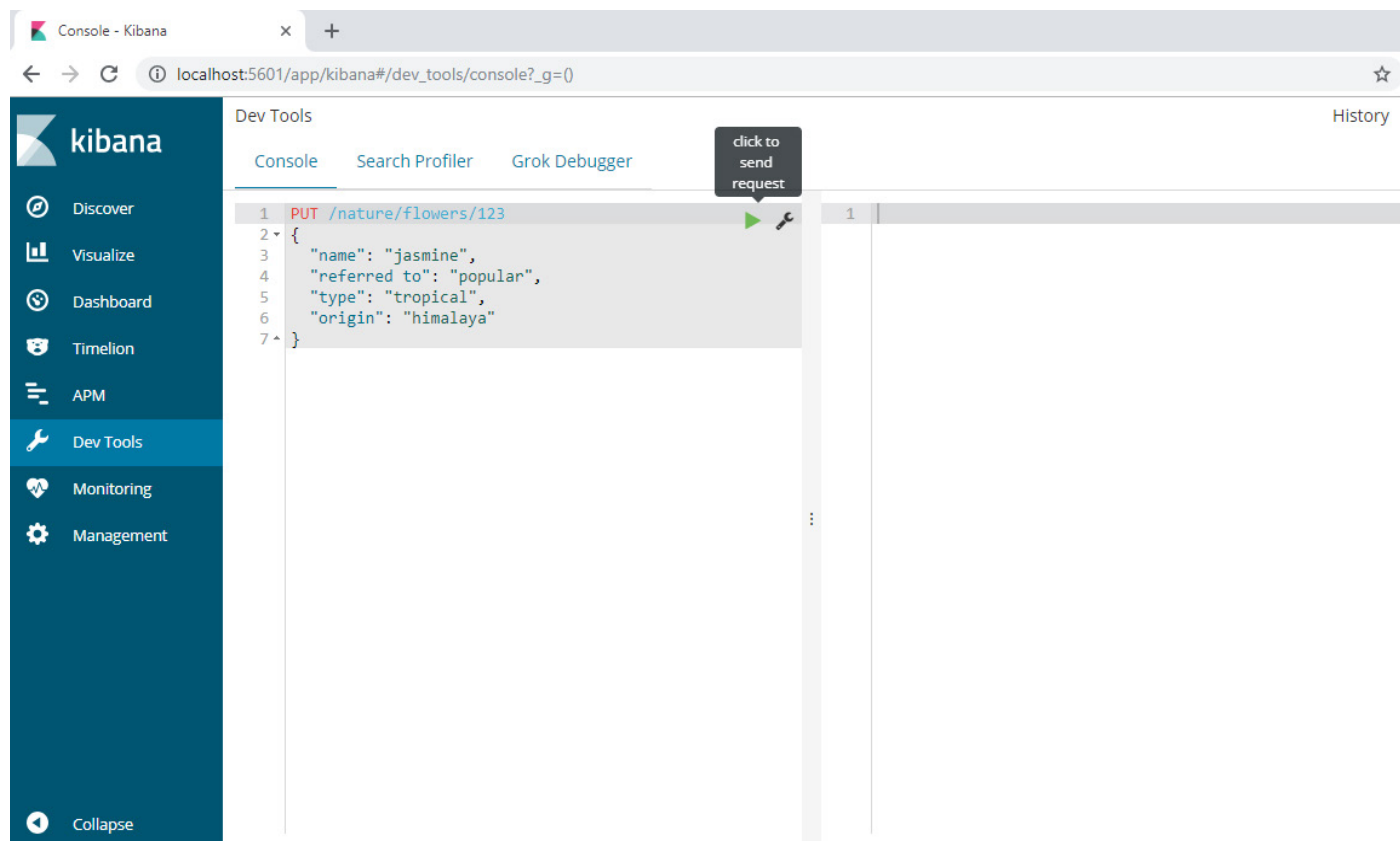 Console - Kibana
localhost:5601/app/kibana#/dev_tools/console?_g=()
kibana
Discover
Visualize
Dashboard
Timelion
APM
Dev Tools
Monitoring
Management
Collapse
Dev Tools
History
Console Search Profiler Grok Debugger
click to
send
request
1 PUT /nature/flowers/123
2 {
3 "name": "jasmine",
4 "referred to": "popular",
5 "type": "tropical",
6 "origin": "himalaya"
7 }
1